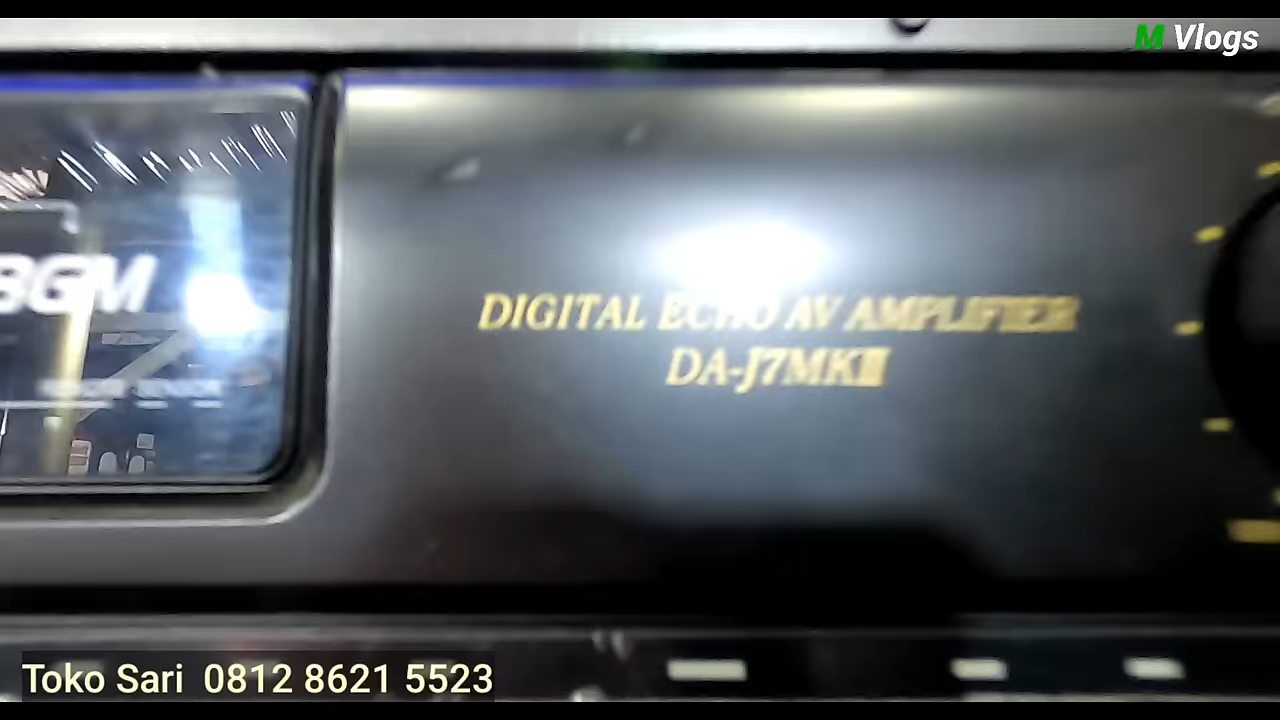 M Vlogs
BGM
DIGITAL ECHO AV AMPLIFIER
DA-J7MKII
Toko Sari 0812 8621 5523